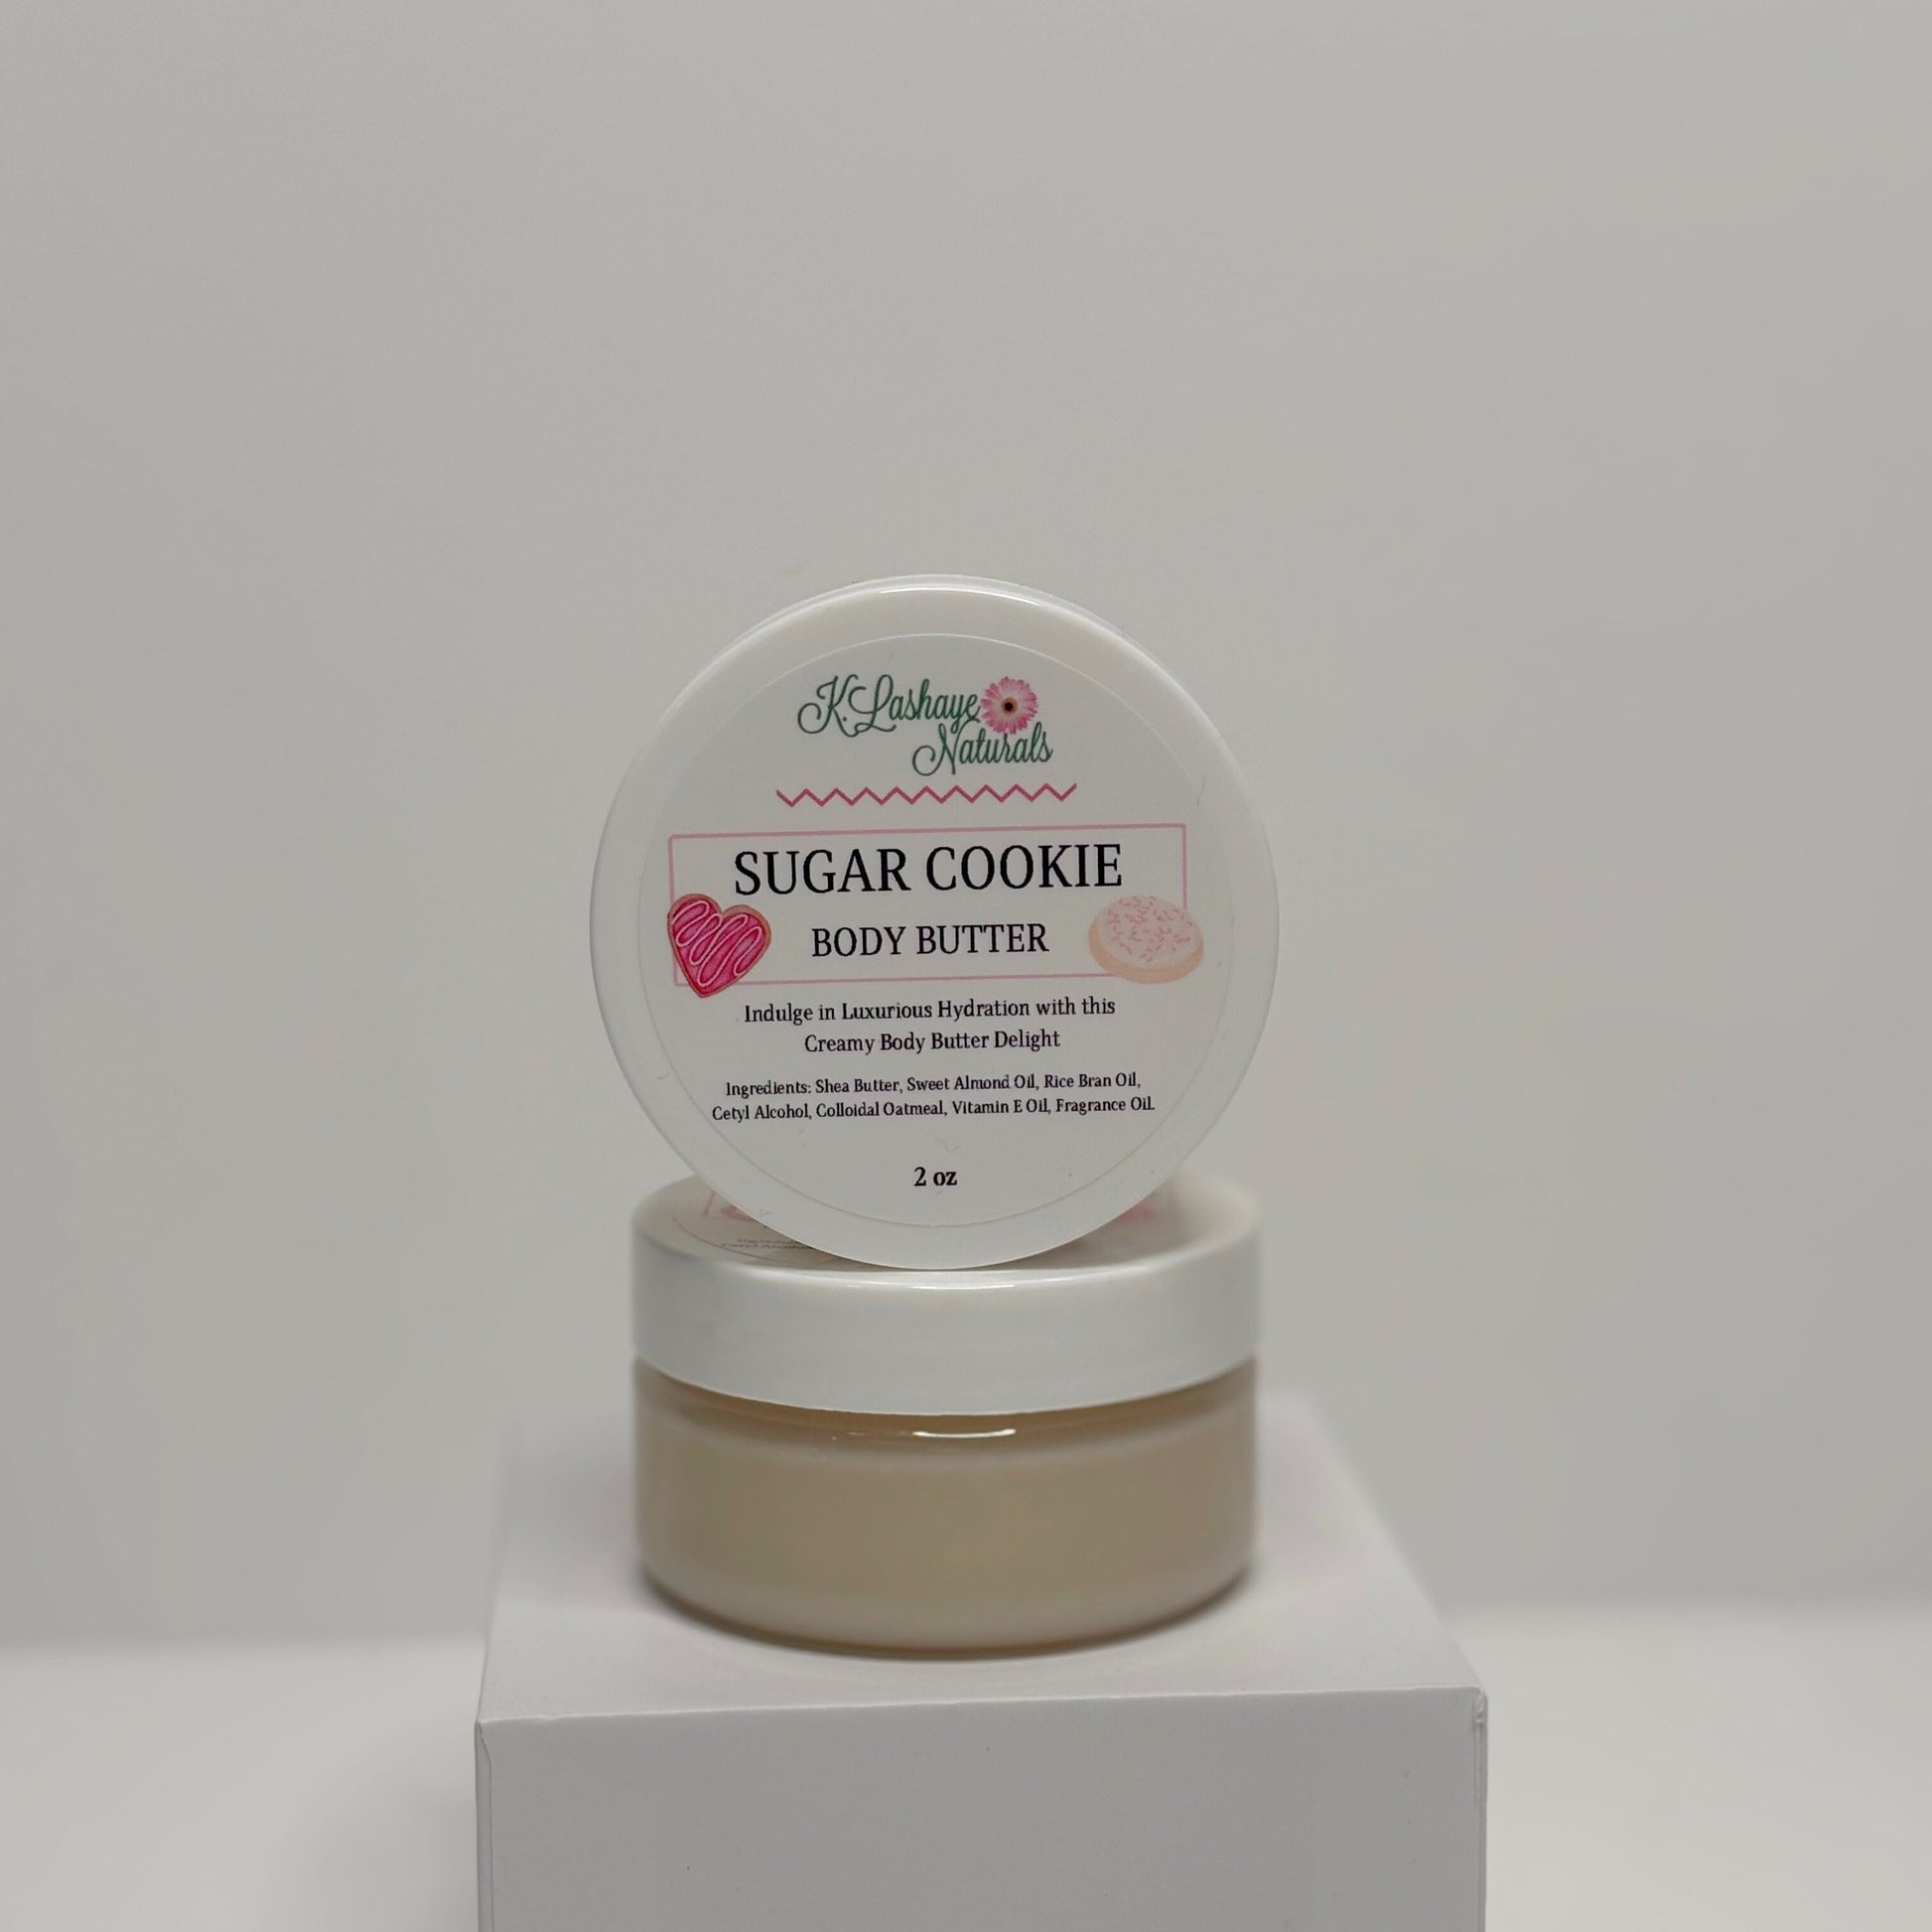 K. Lashaye
Naturals
SUGAR COOKIE
BODY BUTTER
Indulge in Luxurious Hydration with this
Creamy Body Butter Delight
Ingredients: Shea Butter, Sweet Almond Oil, Rice Bran Oil,
Cetyl Alcohol, Colloidal Oatmeal, Vitamin E Oil, Fragrance Oil.
2 oz